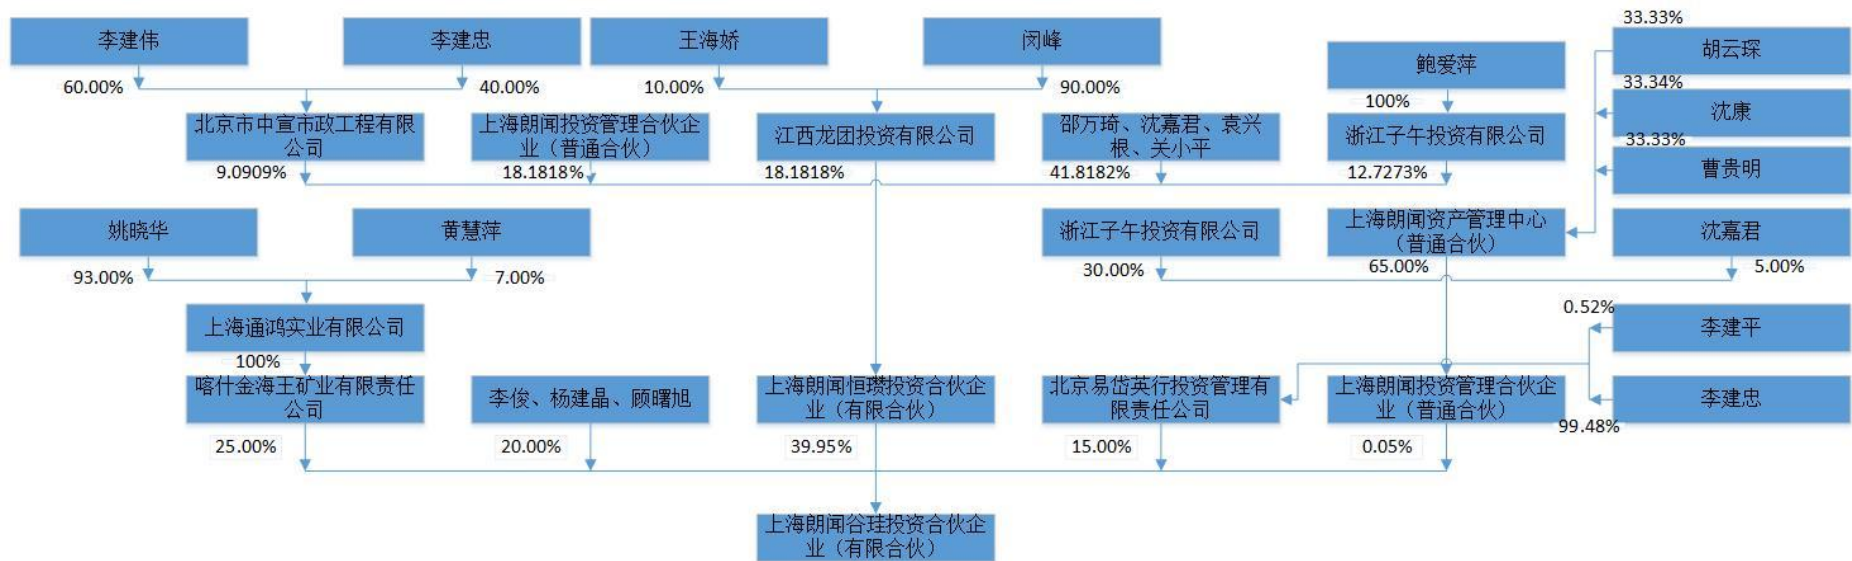 33.33%
李建伟
李建忠
王海娇
闵峰
胡云琛
鲍爱萍
60.00%
40.00%
10.00%
90.00%
33.34%
100%
沈康
北京市中宣市政工程有限
公司
上海朗闻投资管理合伙企
业（普通合伙）
江西龙团投资有限公司
邵万琦、沈嘉君、袁兴
根、关小平
浙江子午投资有限公司
33.33%
曹贵明
9.0909%
18.1818%
18.1818%
41.8182%
12.7273%
姚晓华
黄慧萍
浙江子午投资有限公司
上海朗闻资产管理中心
（普通合伙）
沈嘉君
93.00%
7.00%
30.00%
65.00%
5.00%
上海通鸿实业有限公司
0.52%
李建平
100%
喀什金海王矿业有限责任
公司
李俊、杨建晶、顾曙旭
上海朗闻恒瓒投资合伙企
业（有限合伙）
北京易岱英行投资管理有
限责任公司
上海朗闻投资管理合伙企
业（普通合伙）
李建忠
99.48%
25.00%
20.00%
39.95%
15.00%
0.05%
上海朗闻谷珪投资合伙企
业（有限合伙）